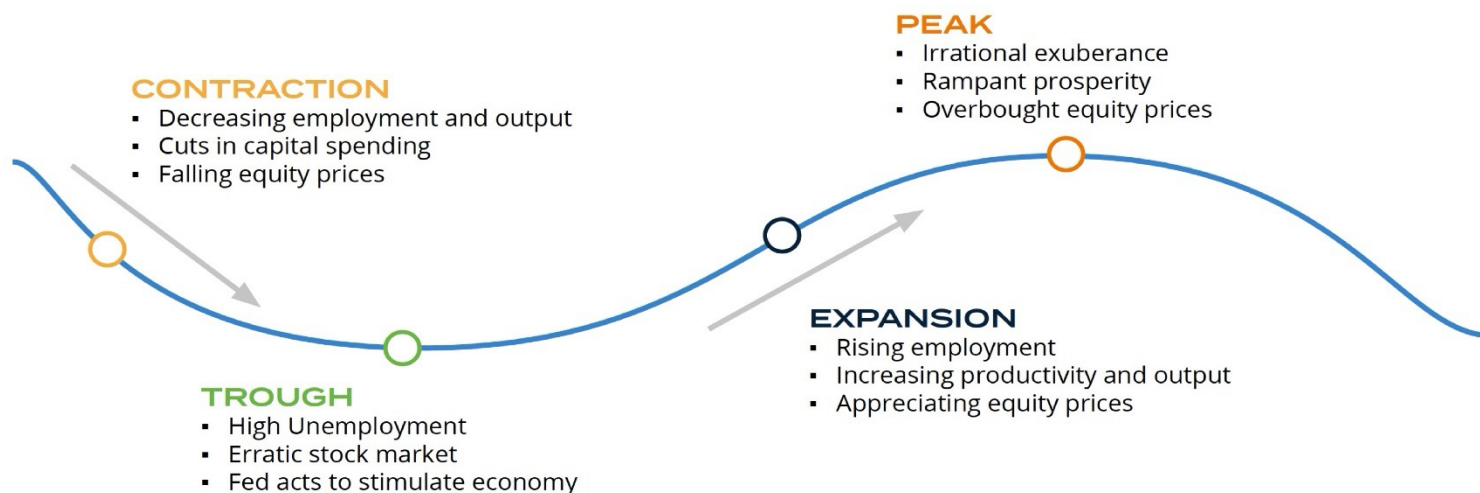 CONTRACTION
▪ Decreasing employment and output
▪ Cuts in capital spending
▪ Falling equity prices
TROUGH
▪ High Unemployment
▪ Erratic stock market
▪ Fed acts to stimulate economy
EXPANSION
▪ Rising employment
▪ Increasing productivity and output
▪ Appreciating equity prices
PEAK
▪ Irrational exuberance
▪ Rampant prosperity
▪ Overbought equity prices